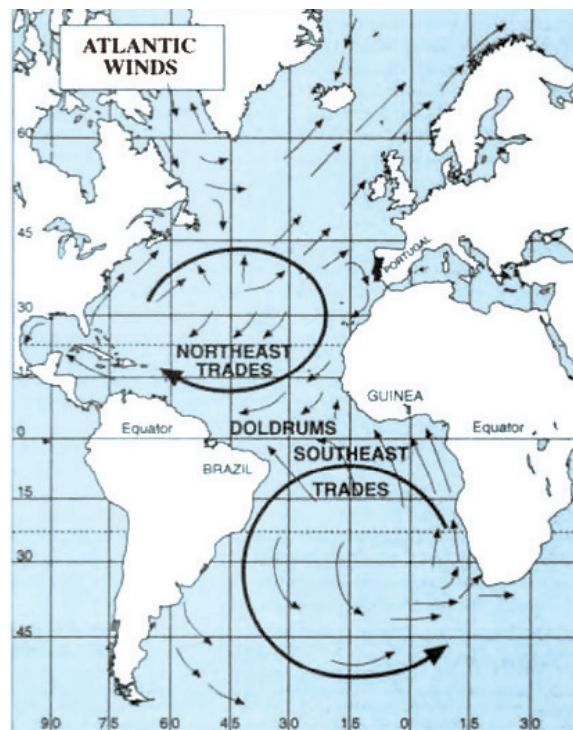 ATLANTIC
WINDS
60
45
PORTUGAL
30
NORTHEAST
TRADES
15
GUINEA
DOLDRUMS
0
Equator
Equator
SOUTHEAST
BRAZIL
TRADES
15
30
45
90
75
60
45
30
15
0
15
30